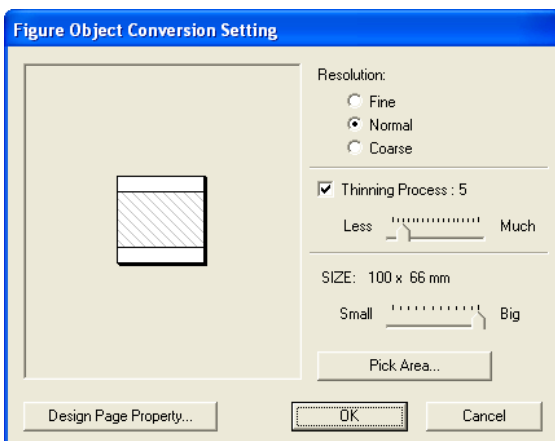 Figure Object Conversion Setting
Resolution:
Fine
Normal
Coarse
Thinning Process : 5
Less Much
SIZE: 100 x 66 mm
Small Big
Pick Area...
Design Page Property... OK Cancel